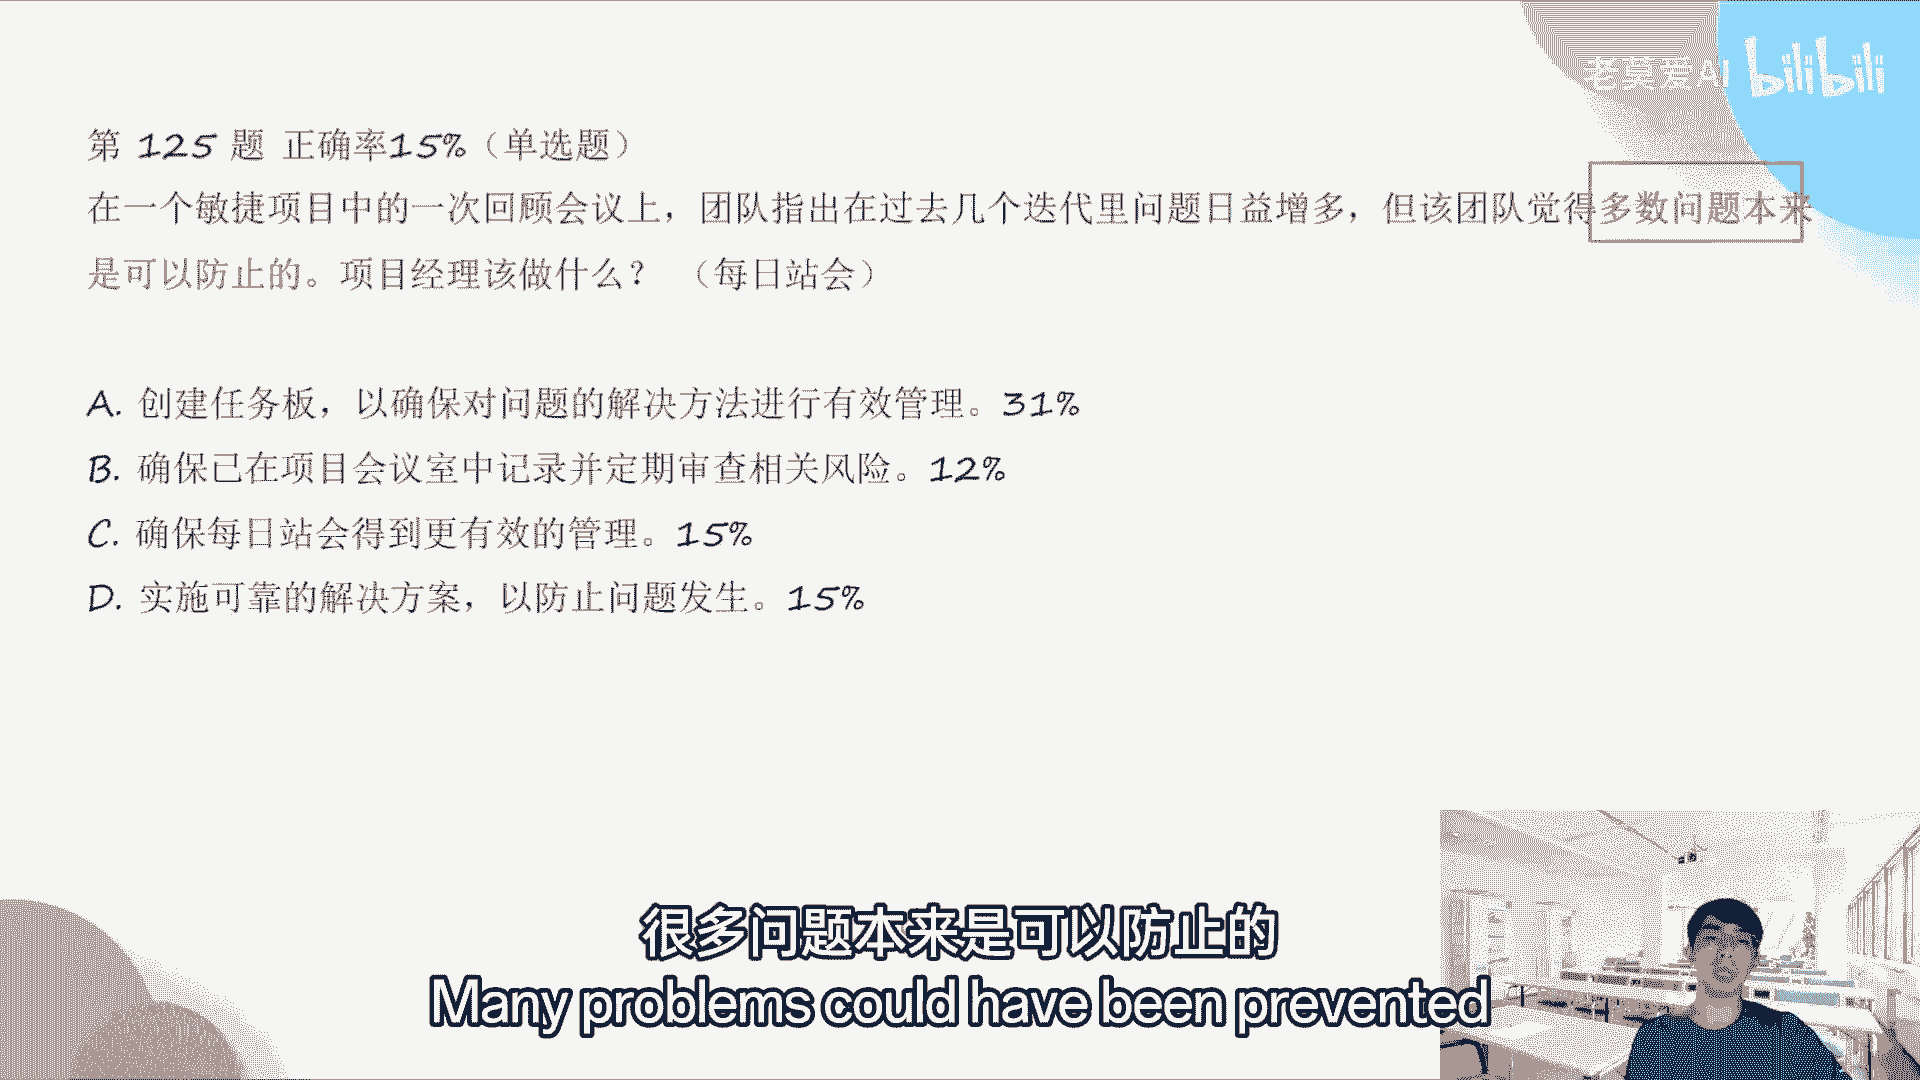 老莫爱AI bilibili
第 125 题 正确率15%（单选题）
在一个敏捷项目中的一次回顾会议上，团队指出在过去几个迭代里问题日益增多，但该团队觉得多数问题本来
是可以防止的。项目经理该做什么？ （每日站会）
A. 创建任务板，以确保对问题的解决方法进行有效管理。31%
B. 确保已在项目会议室中记录并定期审查相关风险。12%
C. 确保每日站会得到更有效的管理。15%
D. 实施可靠的解决方案，以防止问题发生。15%
很多问题本来是可以防止的
Many problems could have been prevented